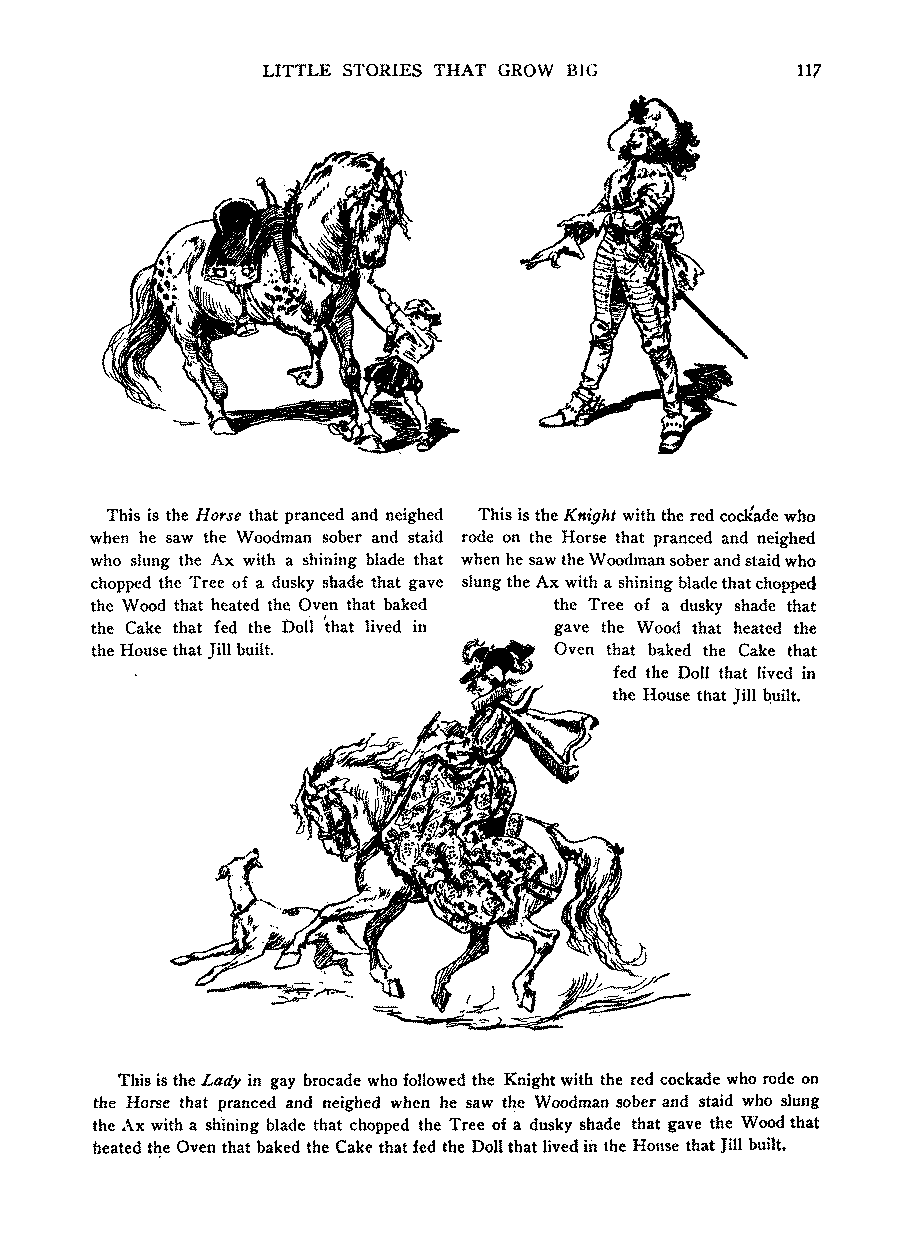 LITTLE STORIES THAT GROW BIG 117
This is the Horse that pranced and neighed
when he saw the Woodman sober and staid
who slung the Ax with a shining blade that
chopped the Tree of a dusky shade that gave
the Wood that heated the Oven that baked
the Cake that fed the Doll that lived in
the House that Jill built.
This is the Knight with the red cockade who
rode on the Horse that pranced and neighed
when he saw the Woodman sober and staid who
slung the Ax with a shining blade that chopped
the Tree of a dusky shade that
gave the Wood that heated the
Oven that baked the Cake that
fed the Doll that lived in
the House that Jill built.
This is the Lady in gay brocade who followed the Knight with the red cockade who rode on
the Horse that pranced and neighed when he saw the Woodman sober and staid who slung
the Ax with a shining blade that chopped the Tree of a dusky shade that gave the Wood that
heated the Oven that baked the Cake that fed the Doll that lived in the House that Jill built.